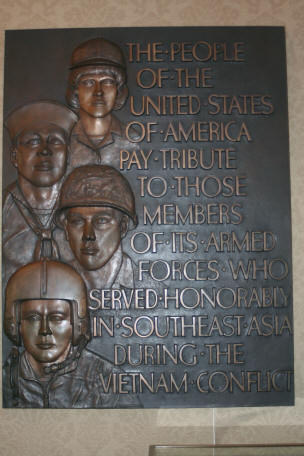 THE·PEOPLE
OF·THE
UNITED·STATES
OF·AMERICA
PAY·TRIBUTE
TO·THOSE
MEMBERS
OF·ITS·ARMED
FORCES·WHO
SERVED·HONORABLY
IN·SOUTHEAST·ASIA
DURING·THE
VIETNAM·CONFLICT